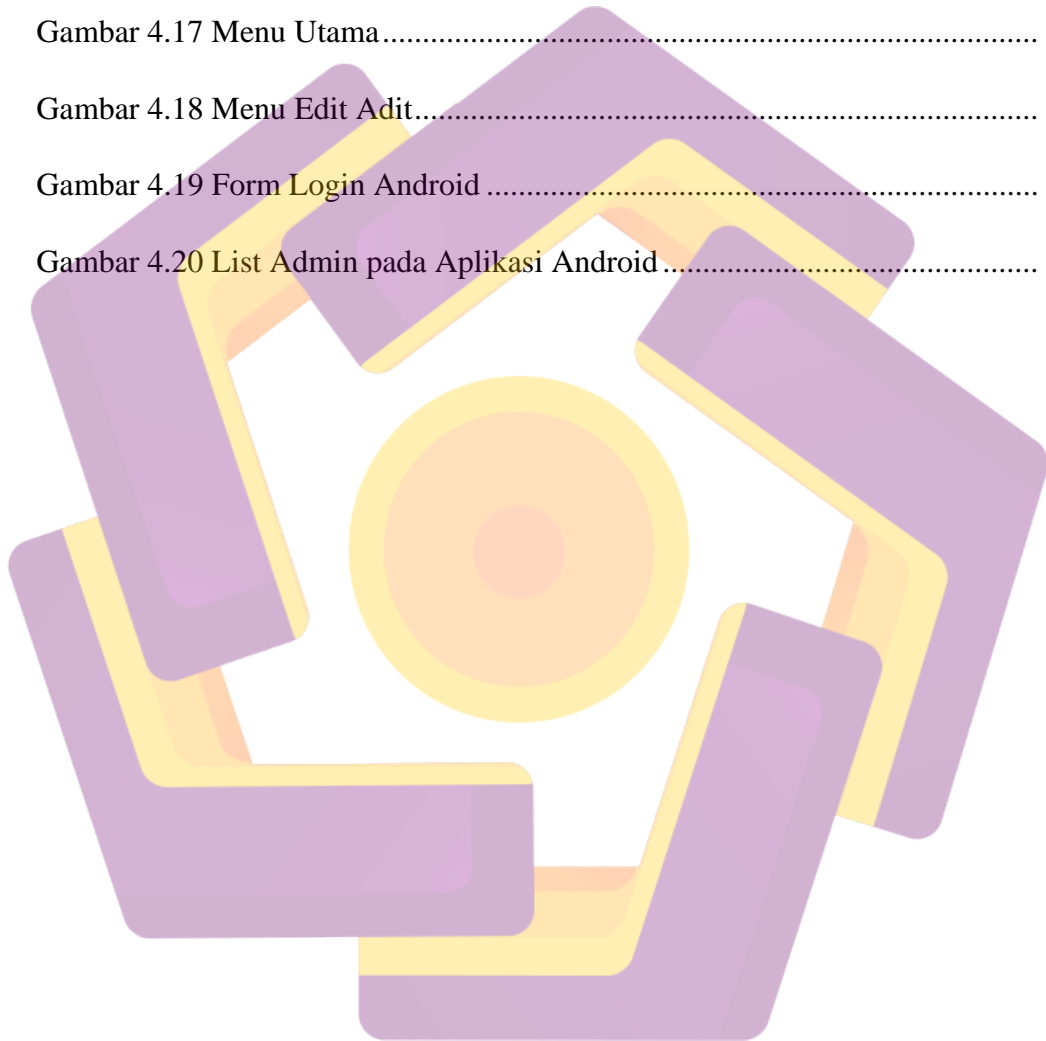 Gambar 4.17 Menu Utama..................................................................................
Gambar 4.18 Menu Edit Adit..............................................................................
Gambar 4.19 Form Login Android .....................................................................
Gambar 4.20 List Admin pada Aplikasi Android...............................................